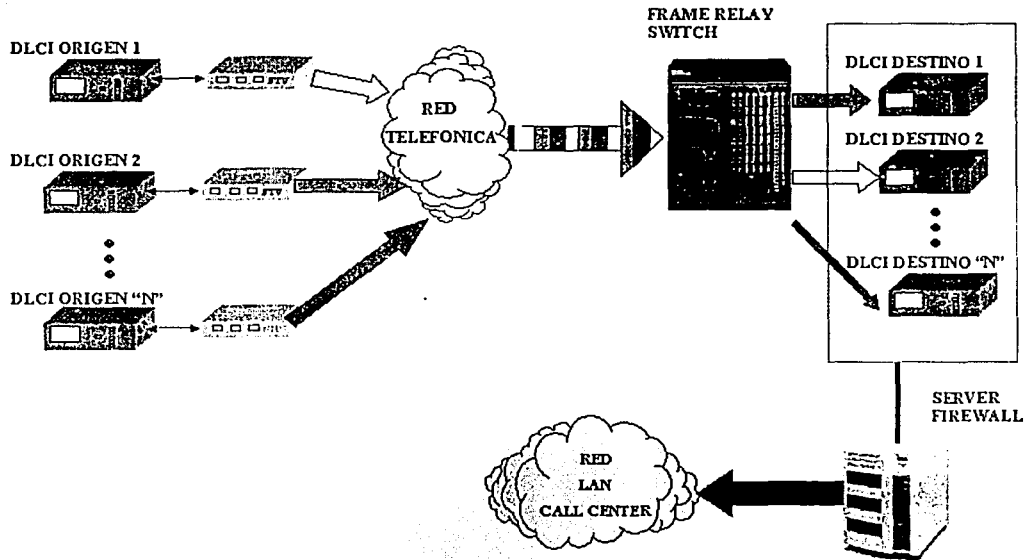 FRAME RELAY
SWITCH
DLCI ORIGEN 1
DLCI DESTINO 1
RED
TELEFONICA
DLCI ORIGEN 2
DLCI DESTINO 2
DLCI ORIGEN “N”
DLCI DESTINO “N”
SERVER
FIREWALL
RED
LAN
CALL CENTER